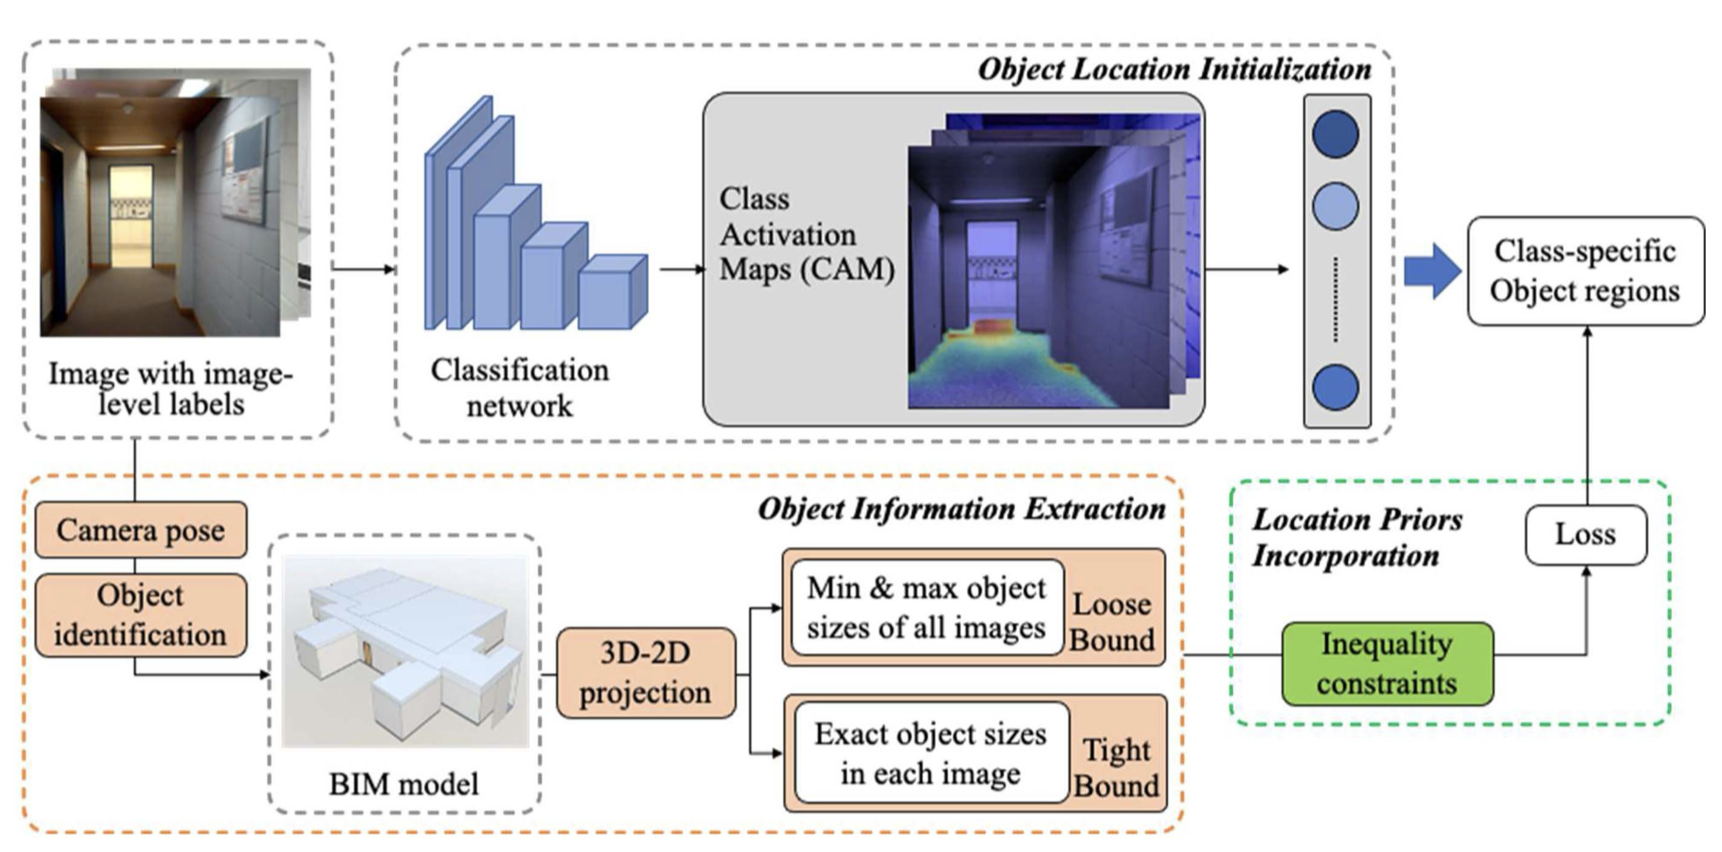 Object Location Initialization
Class
Activation
Maps (CAM)
Image with image-
level labels
Classification
network
Class-specific
Object regions
Object Information Extraction
Camera pose
Object
identification
BIM model
3D-2D
projection
Min & max object
sizes of all images
Loose
Bound
Exact object sizes
in each image
Tight
Bound
Location Priors
Incorporation
Loss
Inequality
constraints